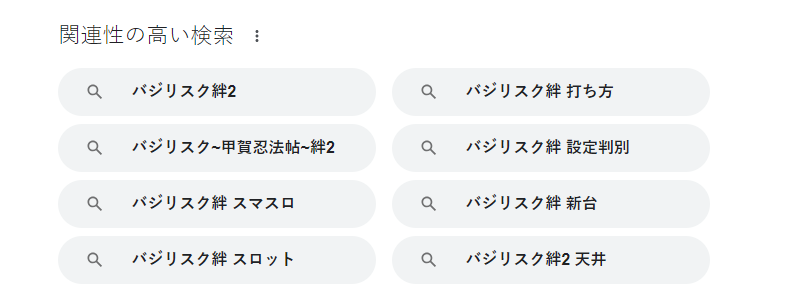 関連性の高い検索
バジリスク絆2
バジリスク絆 打ち方
バジリスク~甲賀忍法帖~絆2
バジリスク絆 設定判別
バジリスク絆 スマスロ
バジリスク絆 新台
バジリスク絆 スロット
バジリスク絆2 天井